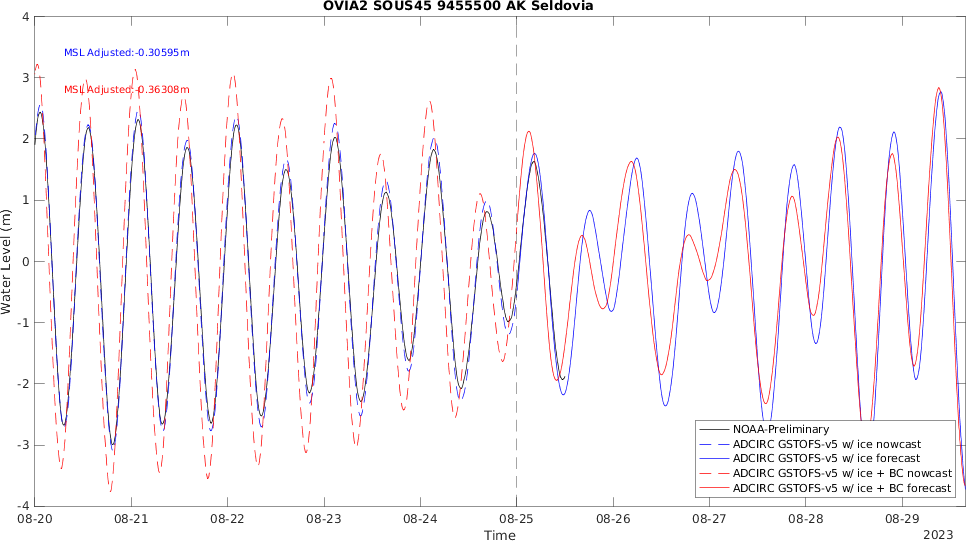 OVIA2 SOUS45 9455500 AK Seldovia
MSL Adjusted:-0.30595m
MSL Adjusted:-0.36308m
Water Level (m)
4
3
2
1
0
-1
-2
-3
-4
NOAA-Preliminary
ADCIRC GSTOFS-v5 w/ ice nowcast
ADCIRC GSTOFS-v5 w/ ice forecast
ADCIRC GSTOFS-v5 w/ ice + BC nowcast
ADCIRC GSTOFS-v5 w/ ice + BC forecast
08-20 08-21 08-22 08-23 08-24 08-25 08-26 08-27 08-28 08-29
Time
2023